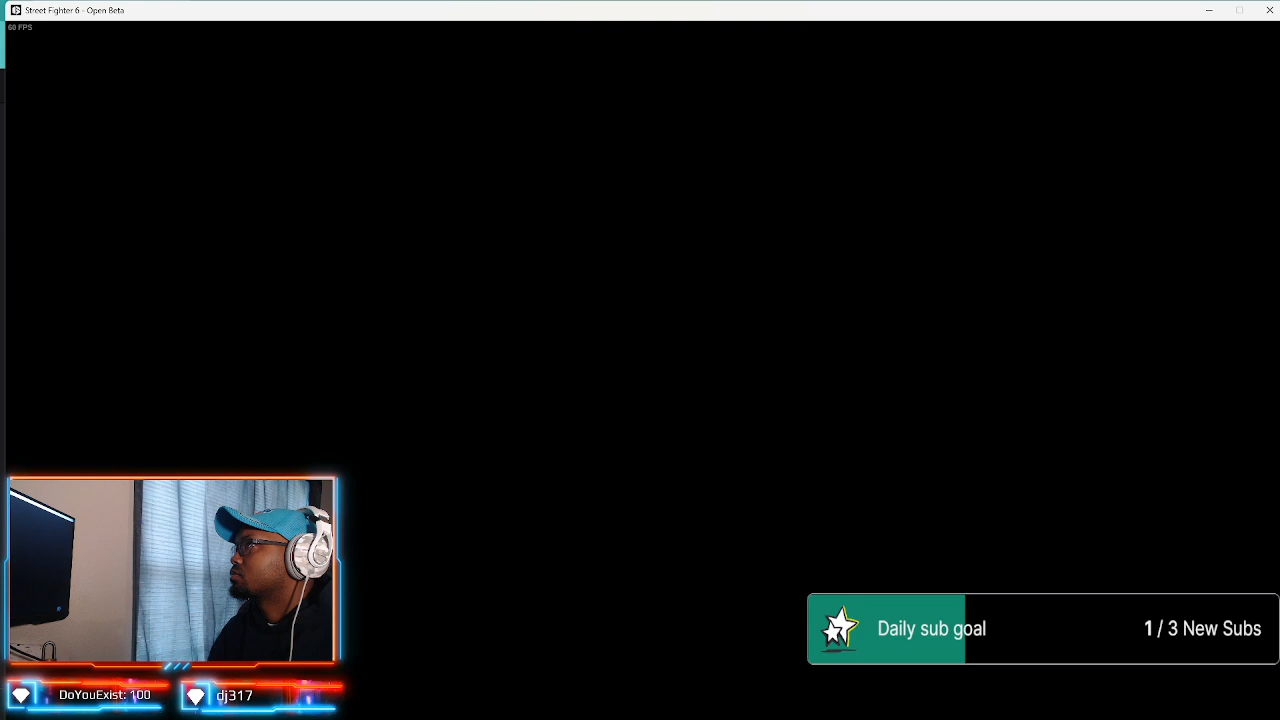 Street Fighter 6 - Open Beta
60 FPS
Daily sub goal
1 / 3 New Subs
DoYouExist: 100
dj317